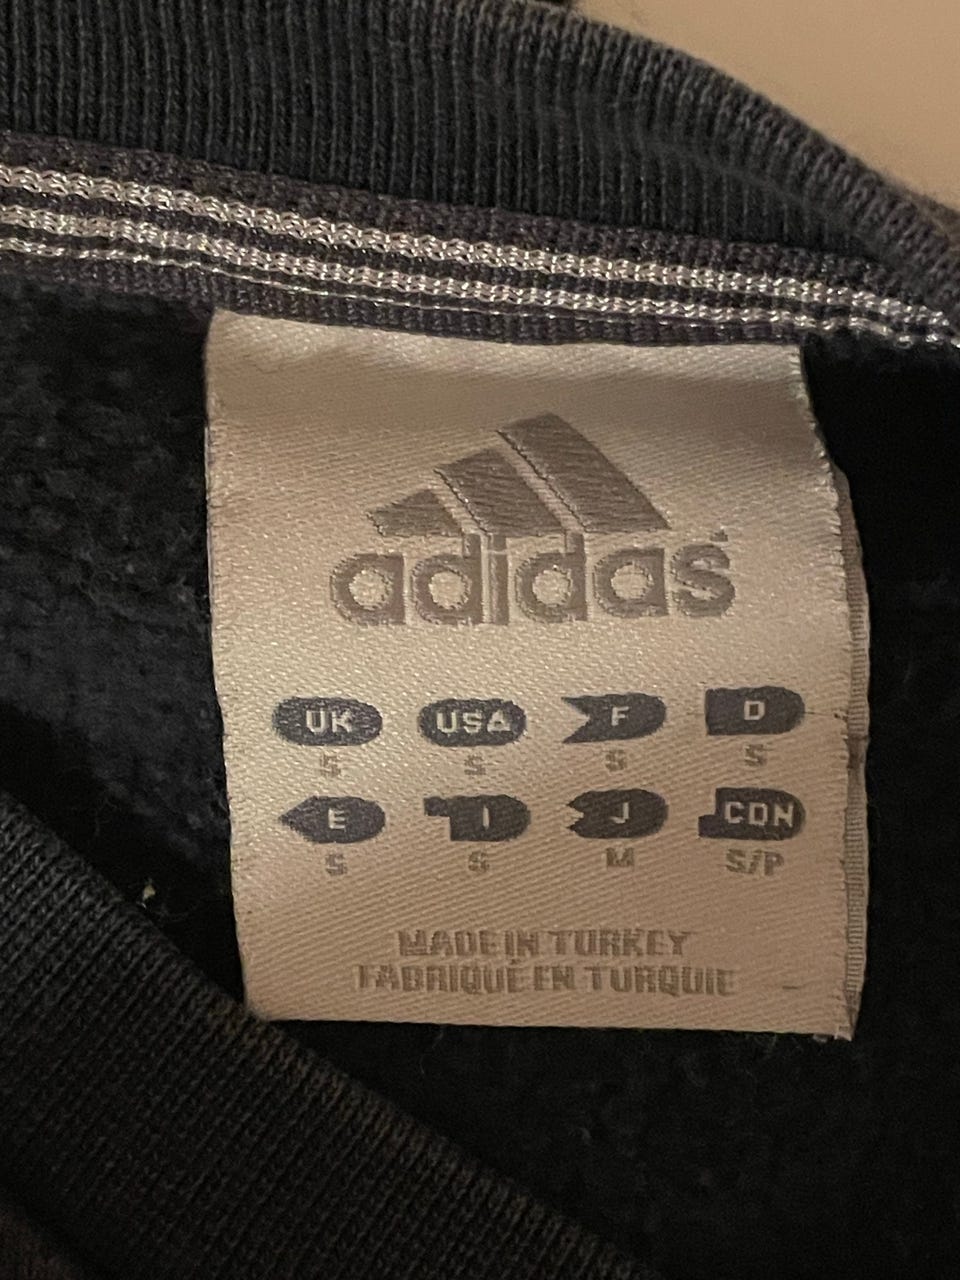 adidas
UK USA F D
S S S S
E I J CDN
S S M S/P
MADE IN TURKEY
FABRIQUÉ EN TURQUIE